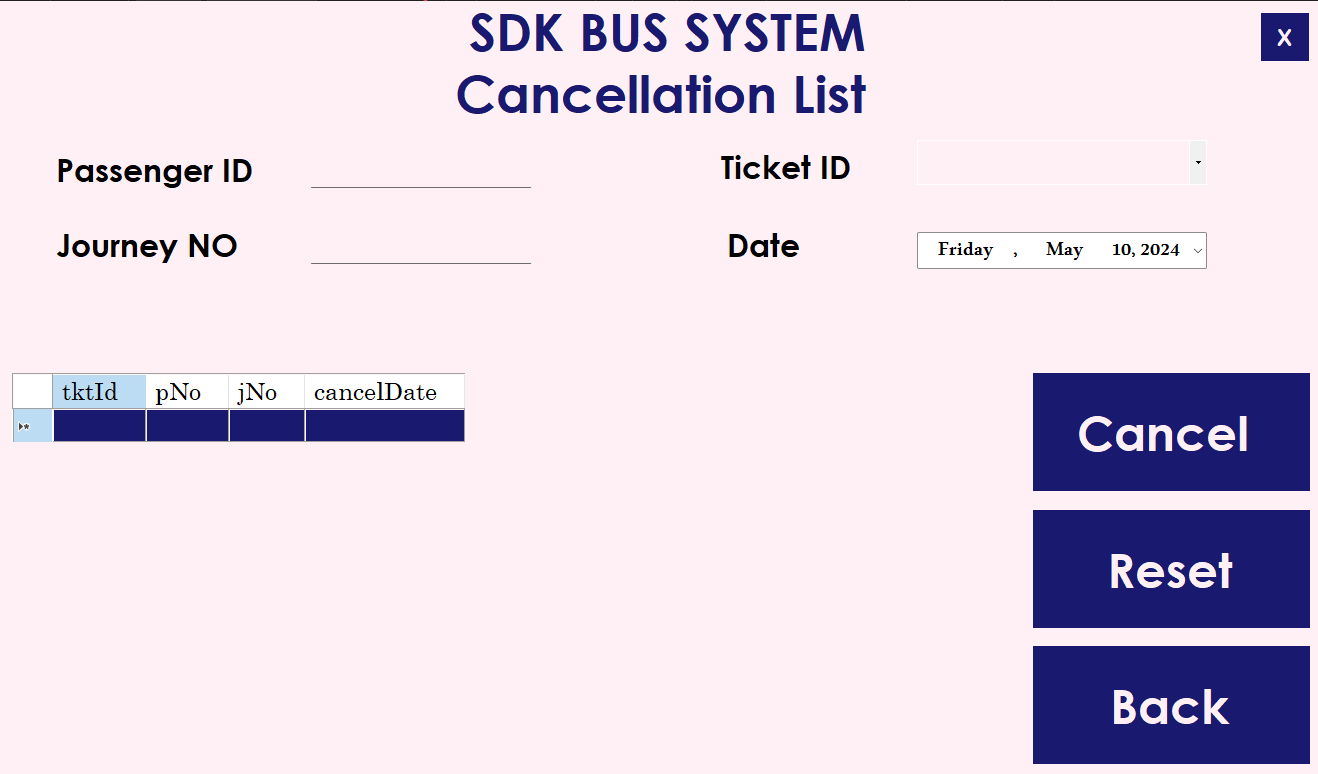 SDK BUS SYSTEM
X
Cancellation List
Passenger ID
Ticket ID
Journey NO
Date
Friday , May 10, 2024
tktId pNo jNo cancelDate
Cancel
Reset
Back